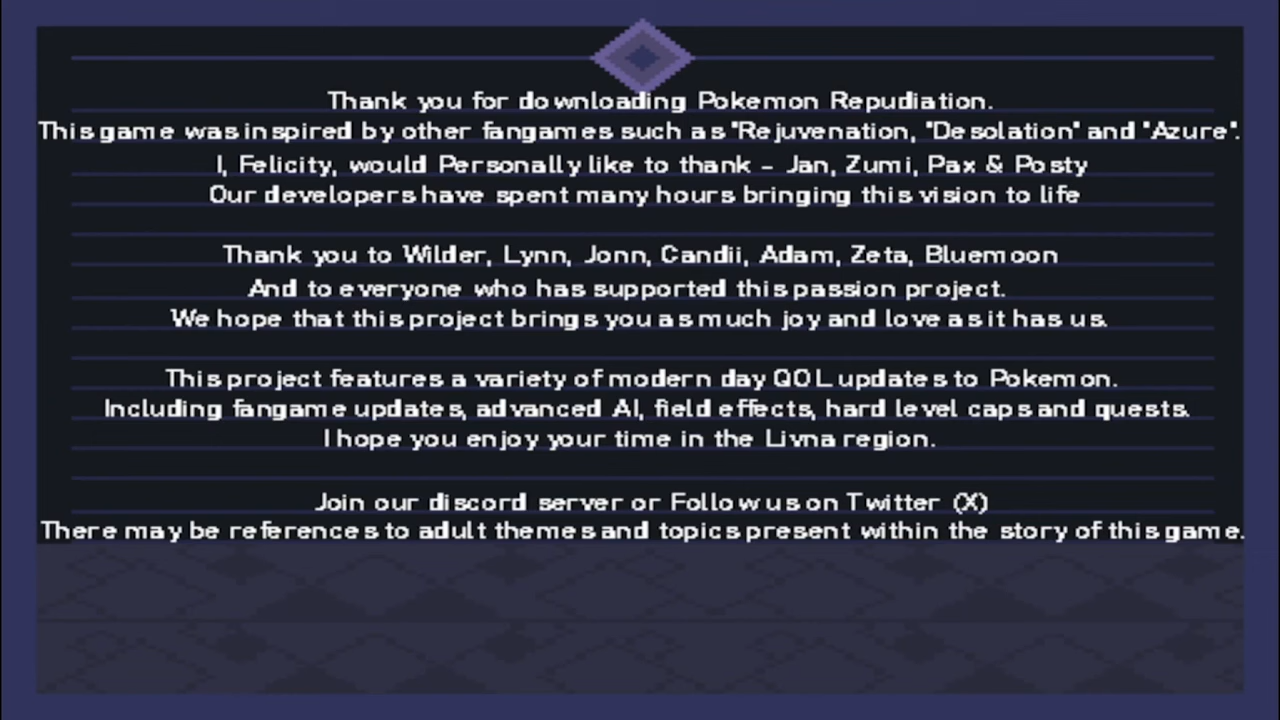 Thank you for downloading Pokemon Repudiation.
This game was inspired by other fangames such as "Rejuvenation, "Desolation" and "Azure".
I, Felicity, would Personally like to thank - Jan, Zumi, Pax & Posty
Our developers have spent many hours bringing this vision to life
Thank you to Wilder, Lynn, Jonn, Candii, Adam, Zeta, Bluemoon
And to everyone who has supported this passion project.
We hope that this project brings you as much joy and love as it has us.
This project features a variety of modern day QOL updates to Pokemon.
Including fangame updates, advanced AI, field effects, hard level caps and quests.
I hope you enjoy your time in the Livna region.
Join our discord server or Follow us on Twitter (X)
There may be references to adult themes and topics present within the story of this game.